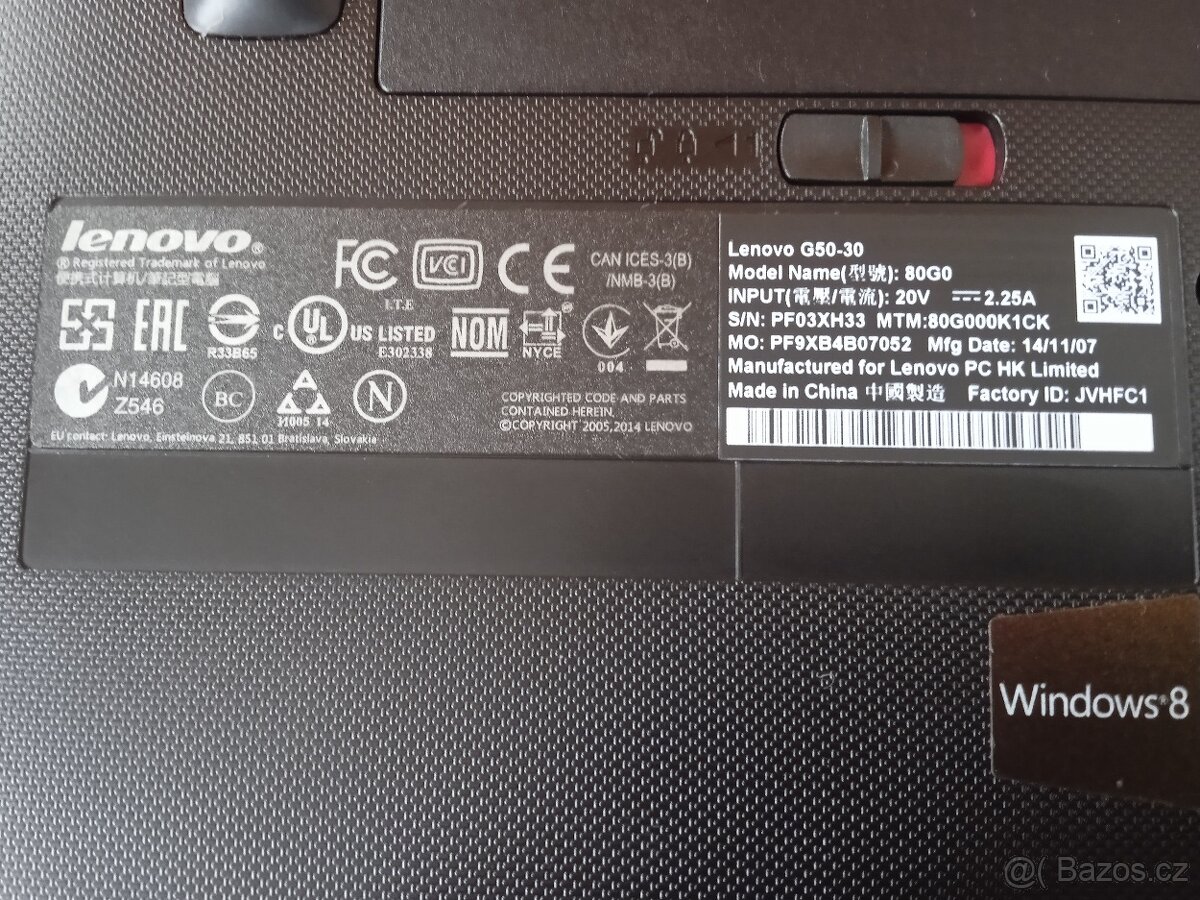 lenovo®
® Registered Trademark of Lenovo
便携式计算机/筆記型電腦
FC
VCI
CE
CAN ICES-3(B)
/NMB-3(B)
EAC
R33B65
c UL US LISTED
I.T.E
E302338
NOM
NYCE
004
N14608
Z546
BC
N
EU contact: Lenovo, Einsteinova 21, 851 01 Bratislava, Slovakia
COPYRIGHTED CODE AND PARTS
CONTAINED HEREIN,
©COPYRIGHT 2005,2014 LENOVO
Lenovo G50-30
Model Name(型號): 80G0
INPUT(電壓/電流): 20V ⎓ 2.25A
S/N: PF03XH33 MTM:80G000K1CK
MO: PF9XB4B07052 Mfg Date: 14/11/07
Manufactured for Lenovo PC HK Limited
Made in China 中國製造 Factory ID: JVHFC1
Windows® 8
@( Bazos.cz